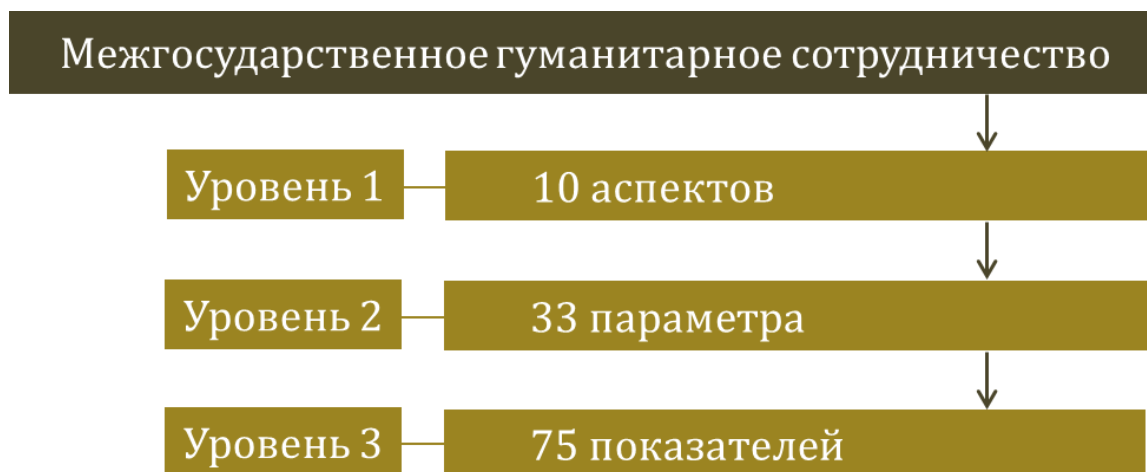 Межгосударственное гуманитарное сотрудничество
Уровень 1
10 аспектов
Уровень 2
33 параметра
Уровень 3
75 показателей